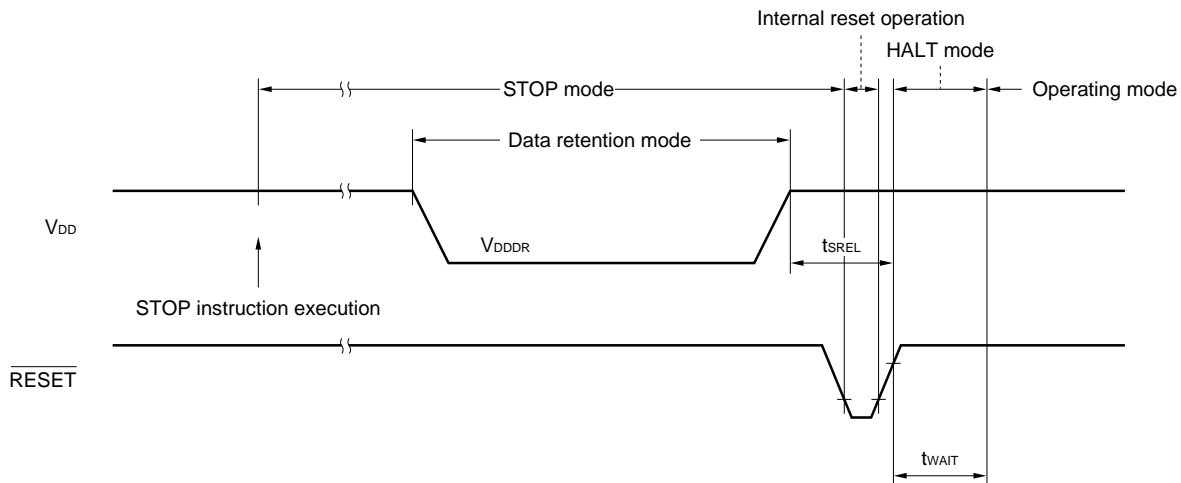 Internal reset operation
HALT mode
STOP mode
Operating mode
Data retention mode
VDD
VDDDR
tSREL
STOP instruction execution
RESET
tWAIT